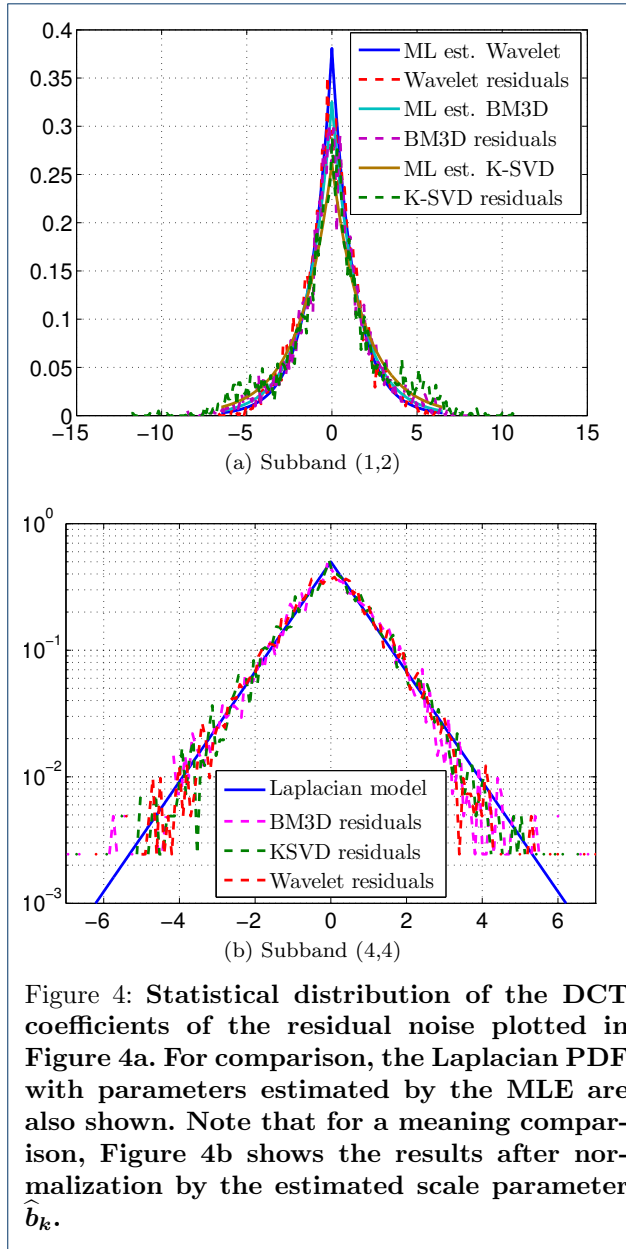 0.4
0.35
0.3
0.25
0.2
0.15
0.1
0.05
0
ML est. Wavelet
Wavelet residuals
ML est. BM3D
BM3D residuals
ML est. K-SVD
K-SVD residuals
−15 −10 −5 0 5 10 15
(a) Subband (1,2)
10^0
10^−1
10^−2
10^−3
Laplacian model
BM3D residuals
KSVD residuals
Wavelet residuals
−6 −4 −2 0 2 4 6
(b) Subband (4,4)
Figure 4: Statistical distribution of the DCT
coefficients of the residual noise plotted in
Figure 4a. For comparison, the Laplacian PDF
with parameters estimated by the MLE are
also shown. Note that for a meaning compar-
ison, Figure 4b shows the results after nor-
malization by the estimated scale parameter
b̂_k.